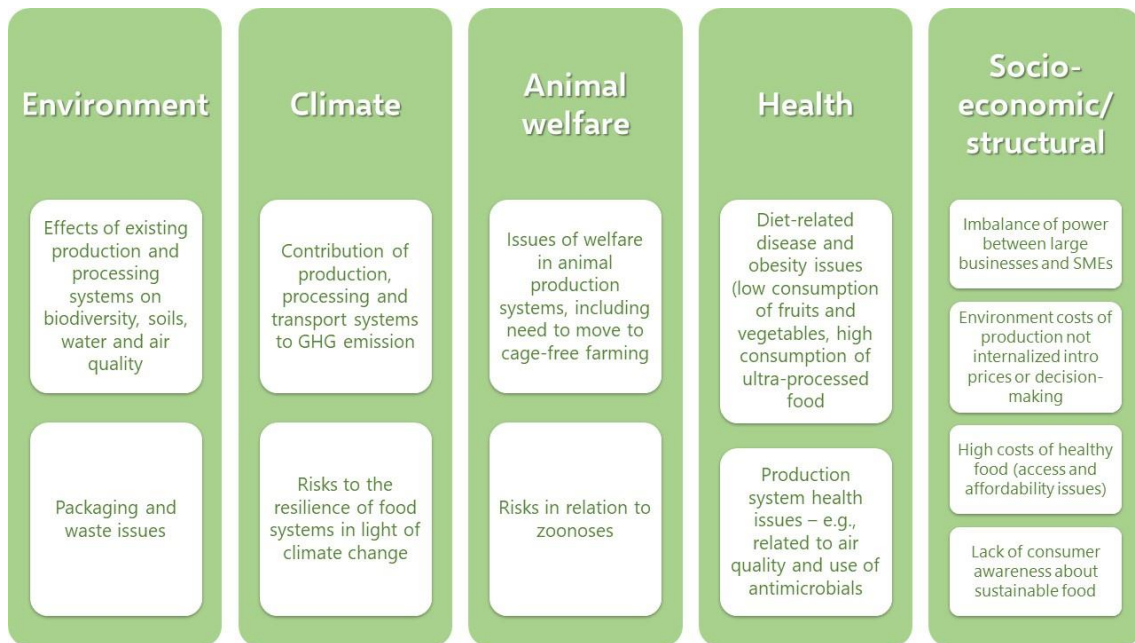 Environment
Effects of existing
production and
processing
systems on
biodiversity, soils,
water and air
quality
Packaging and
waste issues
Climate
Contribution of
production,
processing and
transport systems
to GHG emission
Risks to the
resilience of food
systems in light of
climate change
Animal
welfare
Issues of welfare
in animal
production
systems, including
need to move to
cage-free farming
Risks in relation to
zoonoses
Health
Diet-related
disease and
obesity issues
(low consumption
of fruits and
vegetables, high
consumption of
ultra-processed
food
Production
system health
issues – e.g.,
related to air
quality and use of
antimicrobials
Socio-
economic/
structural
Imbalance of power
between large
businesses and SMEs
Environment costs of
production not
internalized intro
prices or decision-
making
High costs of healthy
food (access and
affordability issues)
Lack of consumer
awareness about
sustainable food